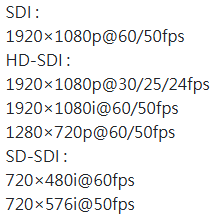 SDI :
1920×1080p@60/50fps
HD-SDI :
1920×1080p@30/25/24fps
1920×1080i@60/50fps
1280×720p@60/50fps
SD-SDI :
720×480i@60fps
720×576i@50fps